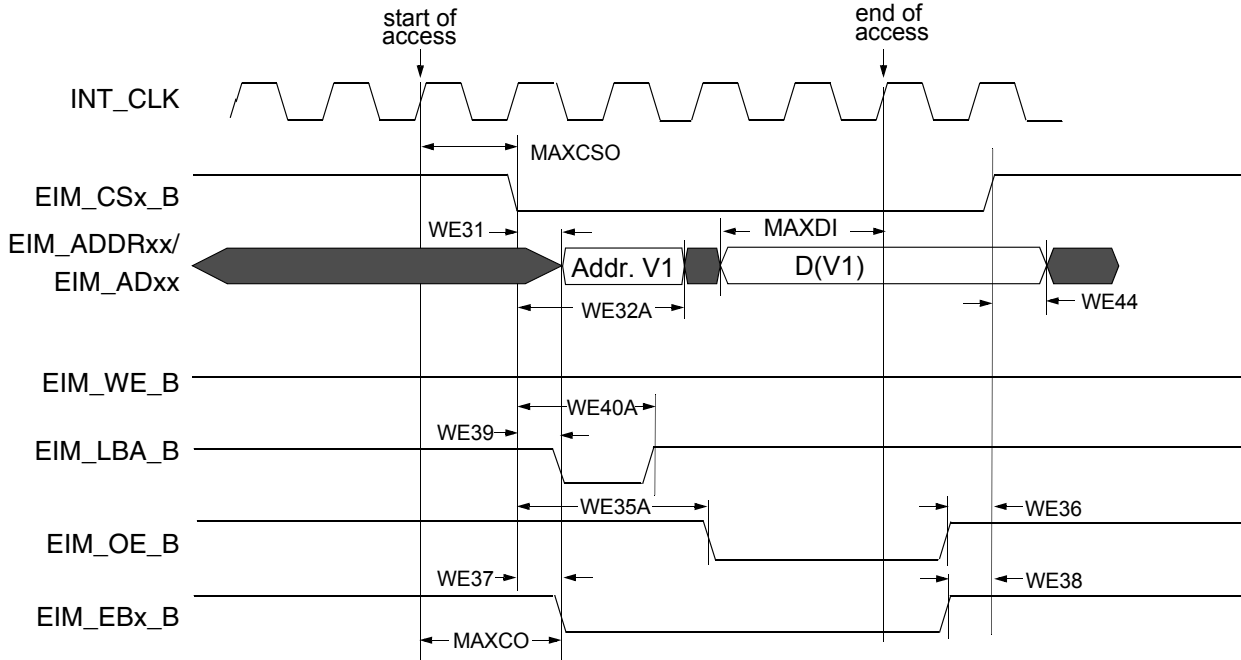 start of
access
end of
access
INT_CLK
MAXCSO
EIM_CSx_B
WE31
MAXDI
EIM_ADDRxx/
EIM_ADxx
Addr. V1
D(V1)
WE32A
WE44
EIM_WE_B
WE40A
WE39
EIM_LBA_B
WE35A
WE36
EIM_OE_B
WE37
WE38
EIM_EBx_B
MAXCO